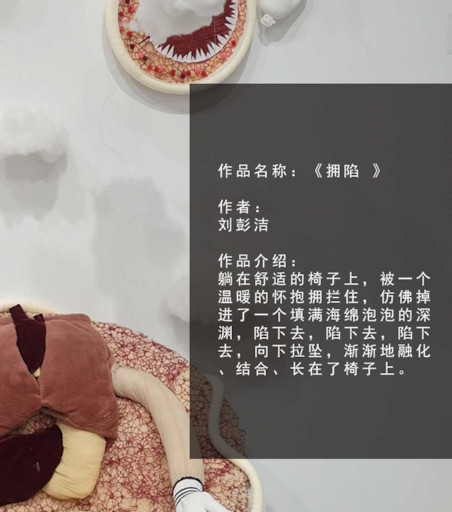 作品名称：《拥陷 》
作者：
刘彭洁
作品介绍：
躺在舒适的椅子上，被一个
温暖的怀抱拥拦住，仿佛掉
进了一个填满海绵泡泡的深
渊，陷下去，陷下去，陷下
去，向下拉坠，渐渐地融化
、结合、长在了椅子上。